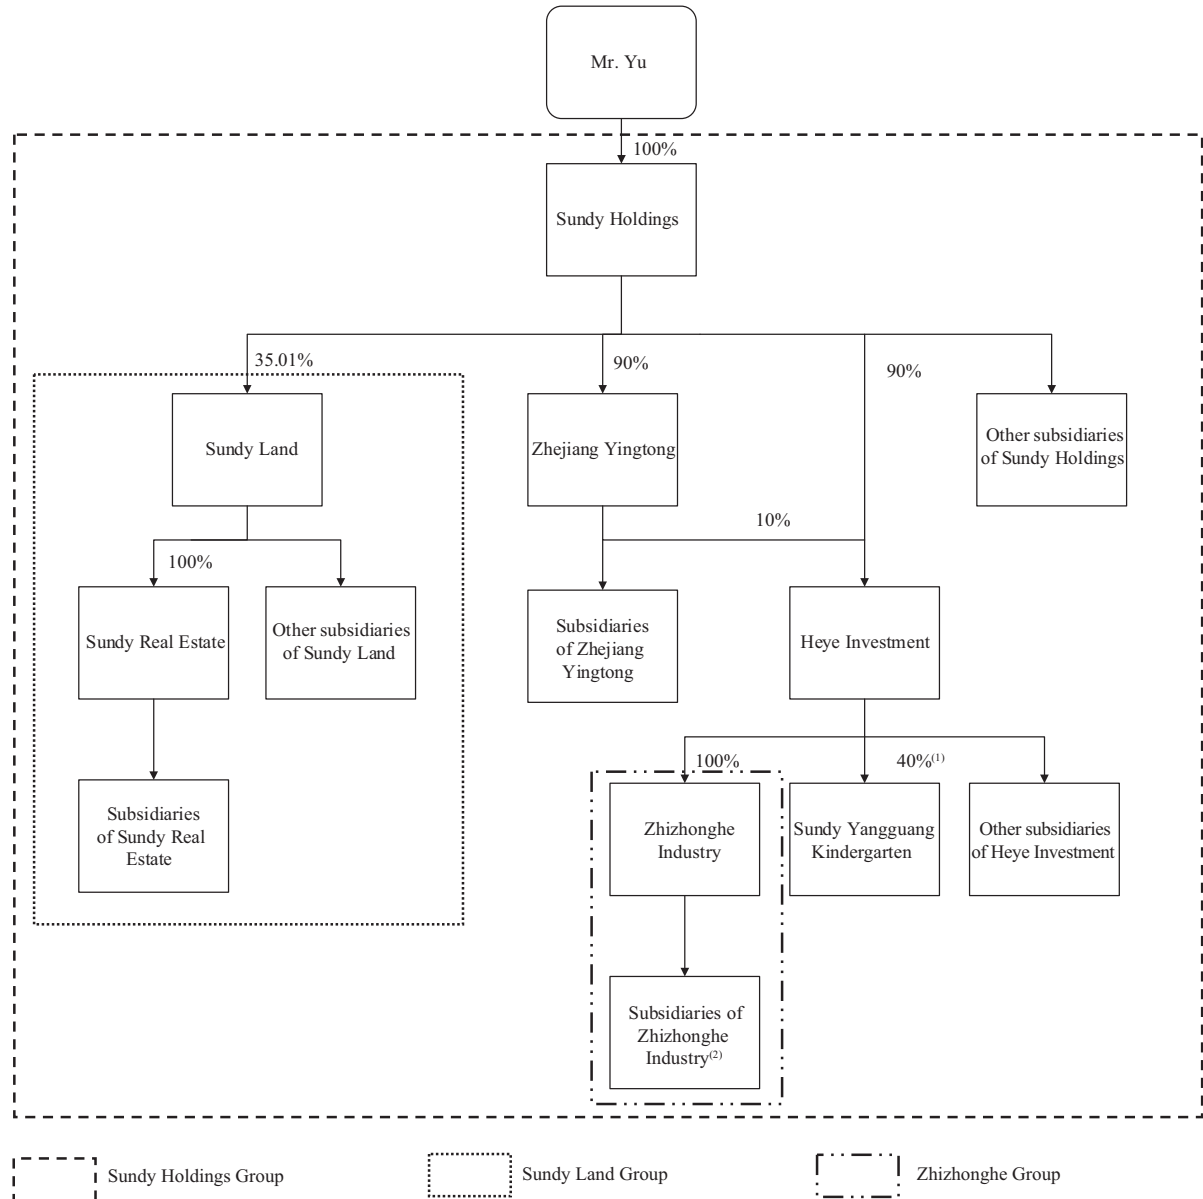 Mr. Yu
100%
Sundy Holdings
35.01%
90%
90%
Sundy Land
Zhejiang Yingtong
Other subsidiaries
of Sundy Holdings
10%
100%
Sundy Real Estate
Other subsidiaries
of Sundy Land
Subsidiaries
of Zhejiang
Yingtong
Heye Investment
100%
40%(1)
Subsidiaries
of Sundy Real
Estate
Zhizhonghe
Industry
Sundy Yangguang
Kindergarten
Other subsidiaries
of Heye Investment
Subsidiaries of
Zhizhonghe
Industry(2)
Sundy Holdings Group
Sundy Land Group
Zhizhonghe Group